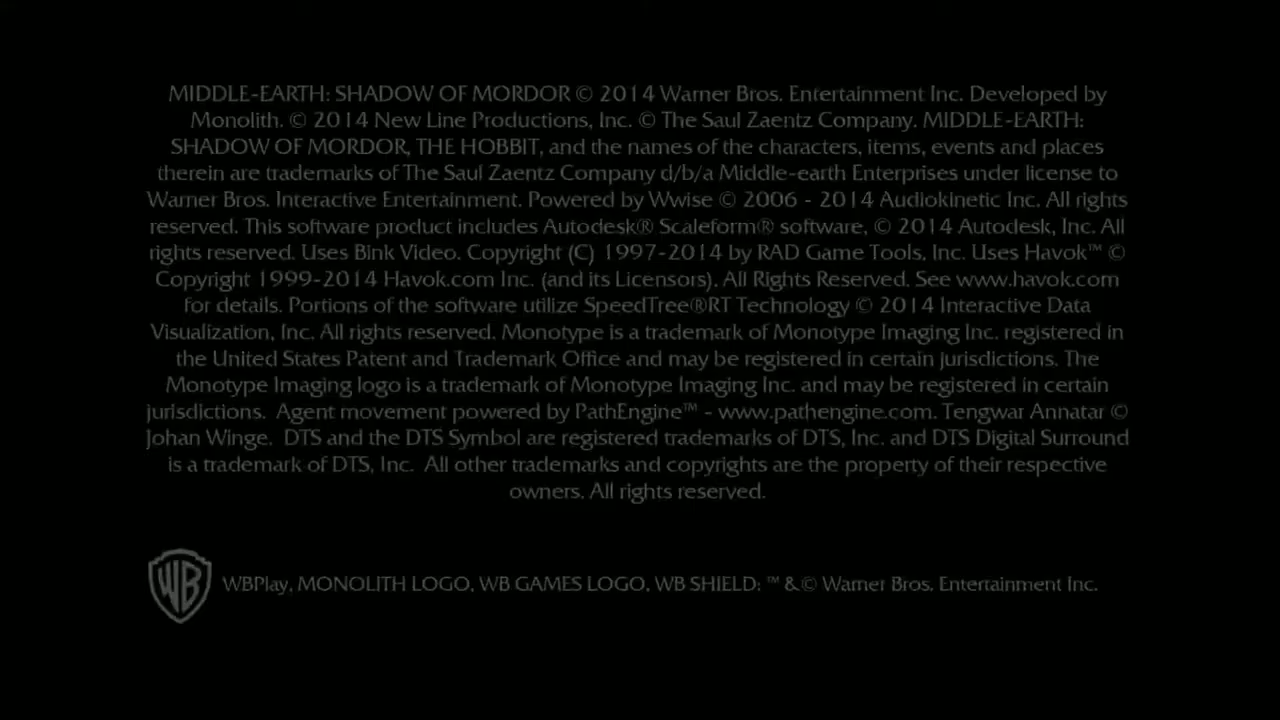 MIDDLE-EARTH: SHADOW OF MORDOR © 2014 Warner Bros. Entertainment Inc. Developed by
Monolith. © 2014 New Line Productions, Inc. © The Saul Zaentz Company. MIDDLE-EARTH:
SHADOW OF MORDOR, THE HOBBIT, and the names of the characters, items, events and places
therein are trademarks of The Saul Zaentz Company d/b/a Middle-earth Enterprises under license to
Warner Bros. Interactive Entertainment. Powered by Wwise © 2006 - 2014 Audiokinetic Inc. All rights
reserved. This software product includes Autodesk® Scaleform® software, © 2014 Autodesk, Inc. All
rights reserved. Uses Bink Video. Copyright (C) 1997-2014 by RAD Game Tools, Inc. Uses Havok™ ©
Copyright 1999-2014 Havok.com Inc. (and its Licensors). All Rights Reserved. See www.havok.com
for details. Portions of the software utilize SpeedTree®RT Technology © 2014 Interactive Data
Visualization, Inc. All rights reserved. Monotype is a trademark of Monotype Imaging Inc. registered in
the United States Patent and Trademark Office and may be registered in certain jurisdictions. The
Monotype Imaging logo is a trademark of Monotype Imaging Inc. and may be registered in certain
jurisdictions. Agent movement powered by PathEngine™ - www.pathengine.com. Tengwar Annatar ©
Johan Winge. DTS and the DTS Symbol are registered trademarks of DTS, Inc. and DTS Digital Surround
is a trademark of DTS, Inc. All other trademarks and copyrights are the property of their respective
owners. All rights reserved.
WB WBPlay, MONOLITH LOGO, WB GAMES LOGO, WB SHIELD: ™ & © Warner Bros. Entertainment Inc.